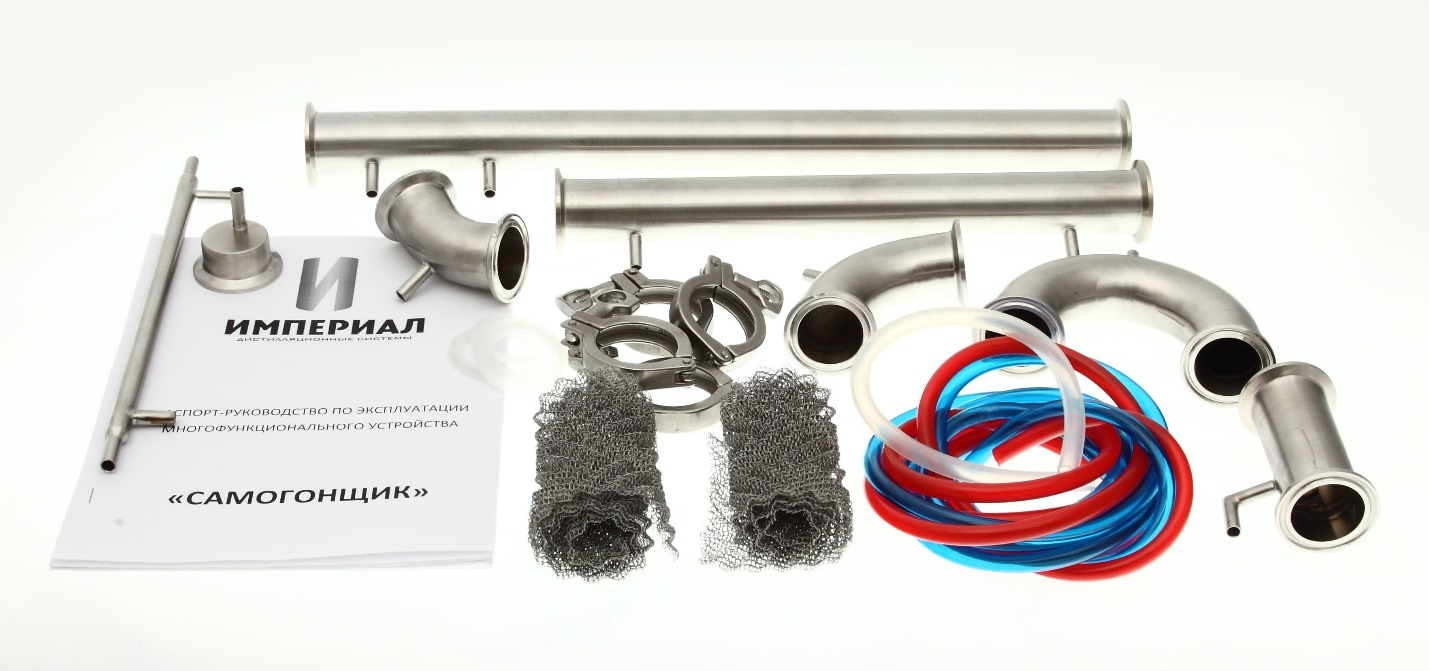 И
ИМПЕРИАЛ
ДИСТИЛЛЯЦИОННЫЕ СИСТЕМЫ
СПОРТ-РУКОВОДСТВО ПО ЭКСПЛУАТАЦИИ
МНОГОФУНКЦИОНАЛЬНОГО УСТРОЙСТВА
«САМОГОНЩИК»